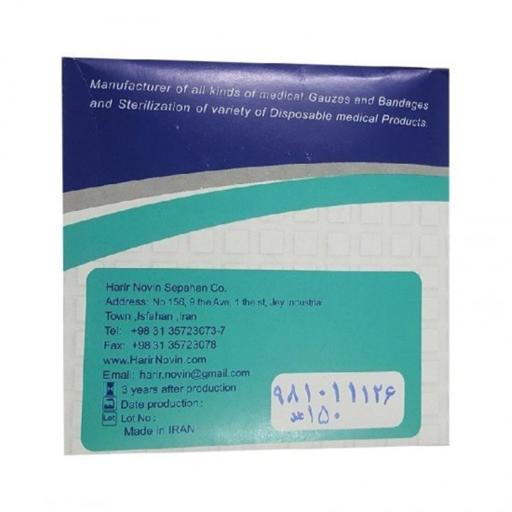 Manufacturer of all kinds of medical Gauzes and Bandages
and Sterilization of variety of Disposable medical Products.
Harir Novin Sepahan Co.
Address: No 156, 9 the Ave, 1 the st, Jey industrial
Town ,Isfahan ,Iran
Tel: +98 31 35723073-7
Fax: +98 31 35723078
www.HarirNovin.com
Email: harir.novin@gmail.com
3 years after production
Date production:
Lot Lot No:
Made in IRAN
۹۸۱۰۱۱۱۲۶
۱۵۰